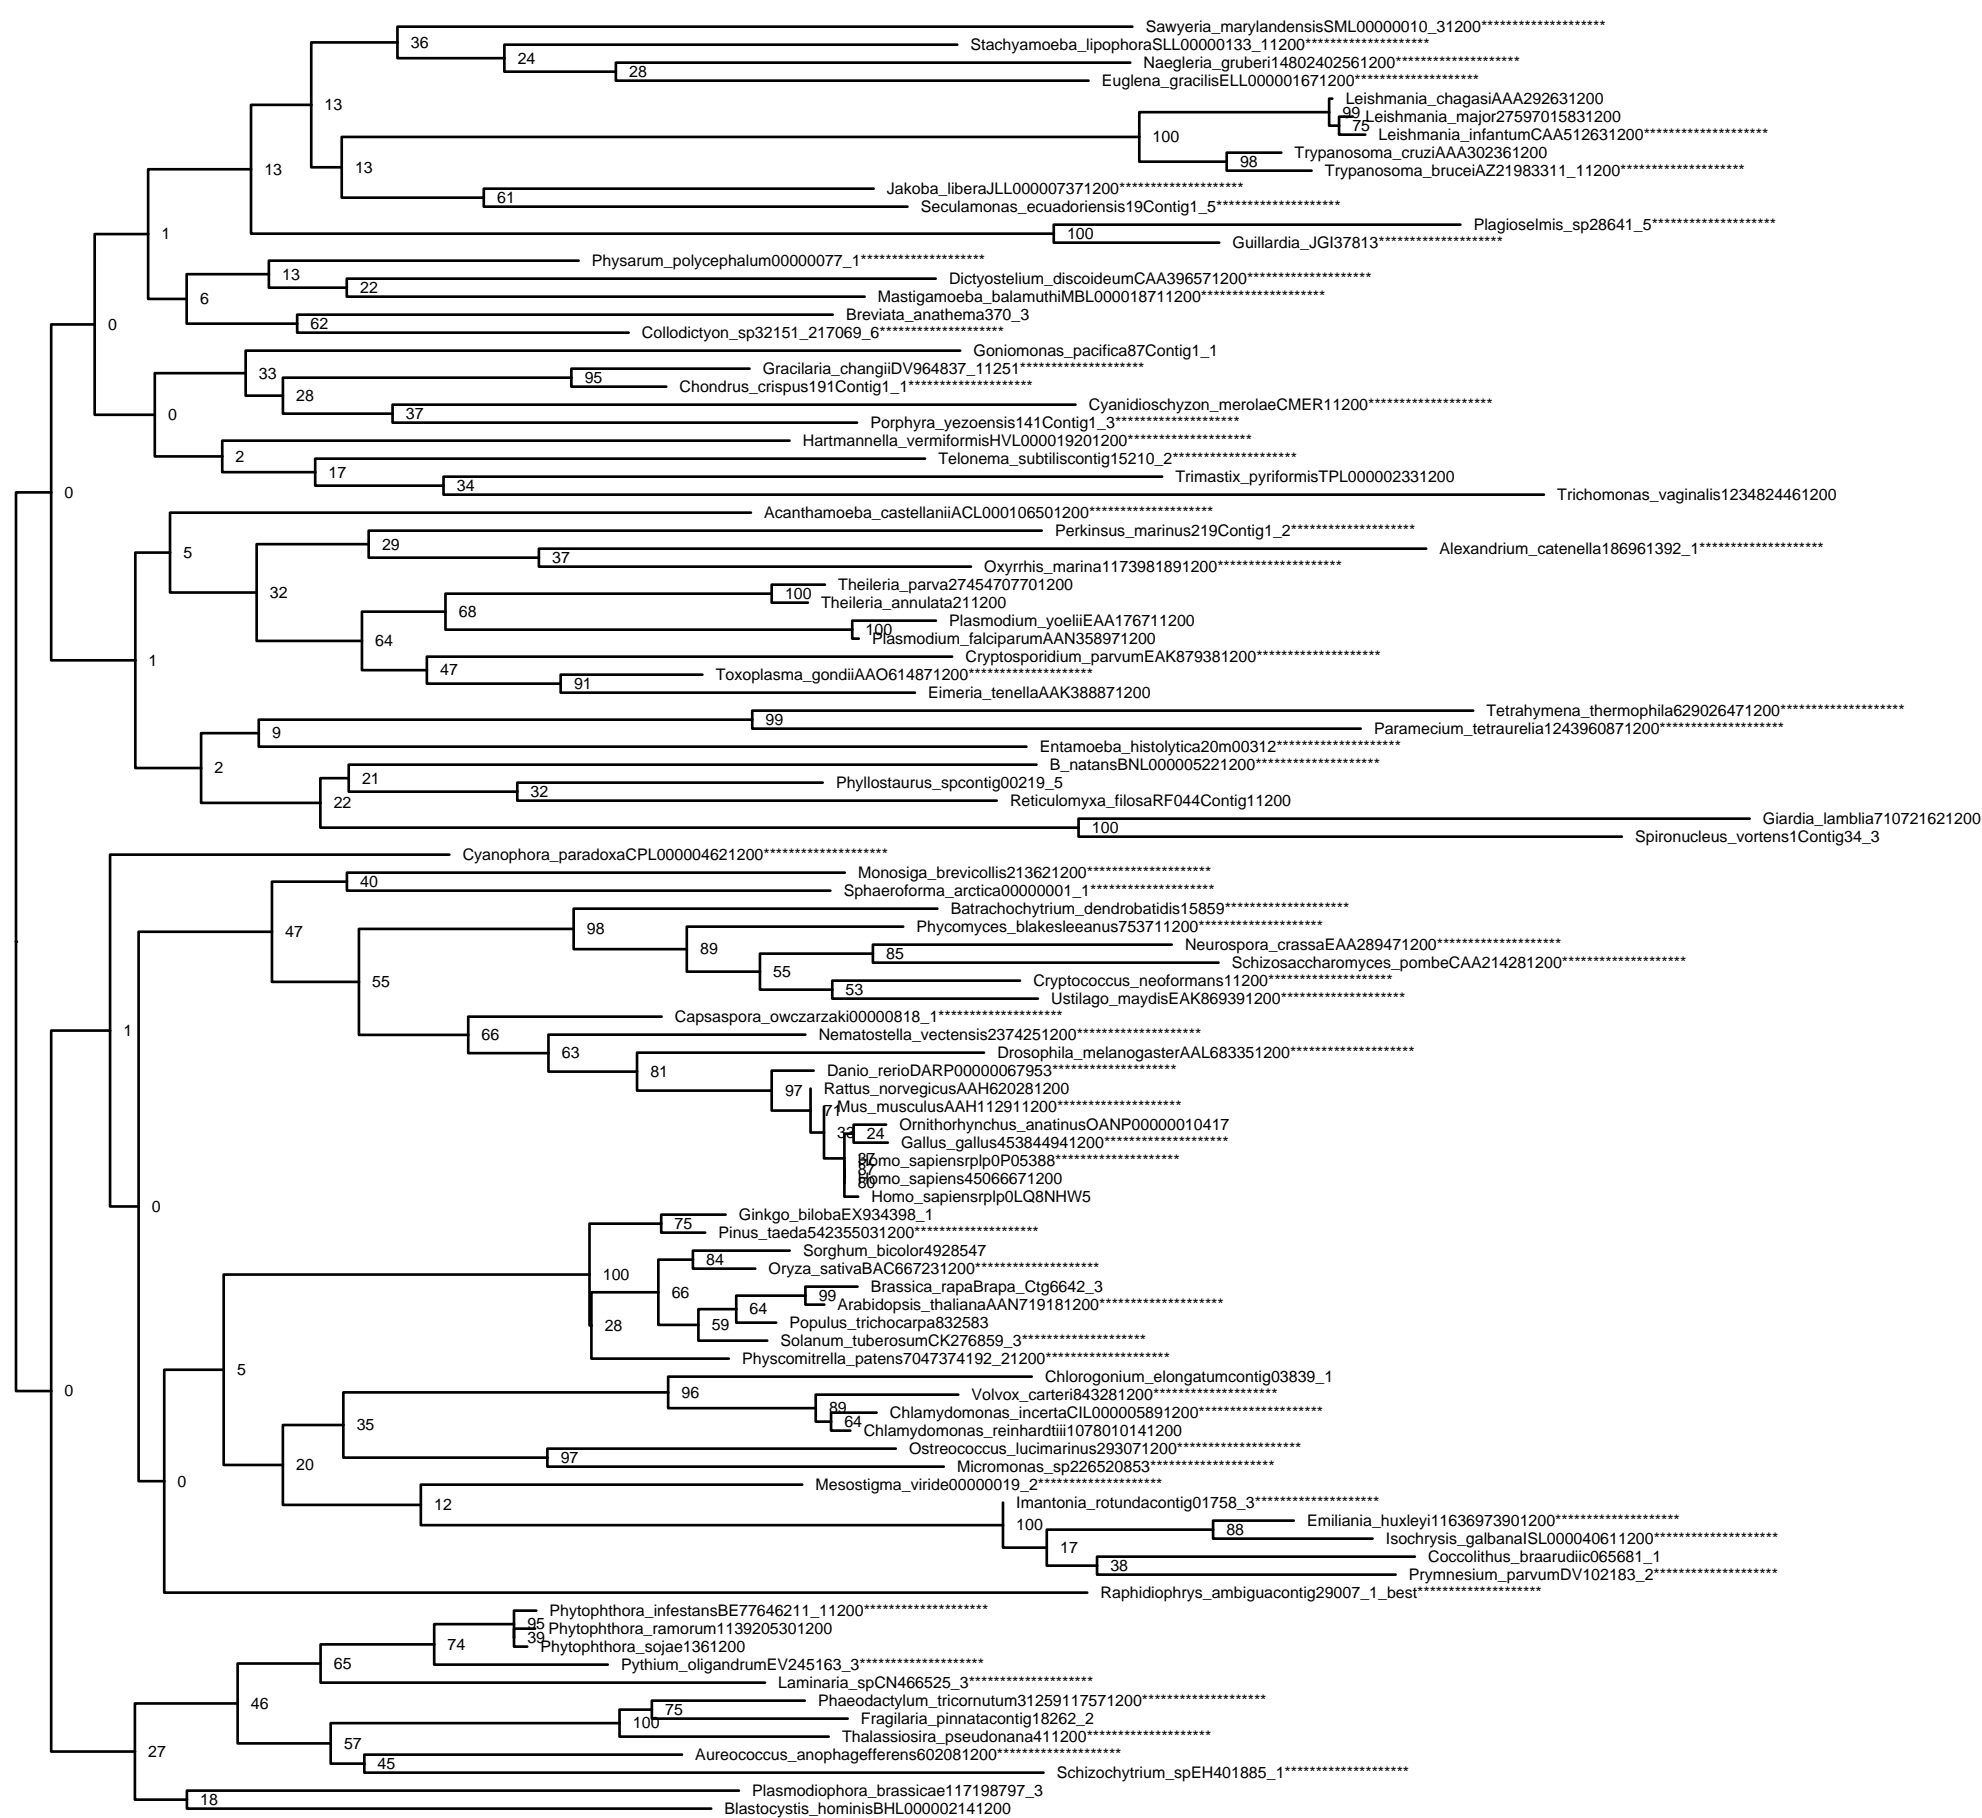 Sawyeria_marylandensisSML00000010_31200********************
36
Stachyamoeba_lipophoraSLL00000133_11200********************
24
Naegleria_gruberi14802402561200********************
28
Euglena_gracilisELL000001671200********************
13
Leishmania_chagasiAAA292631200
99
Leishmania_major27597015831200
75
Leishmania_infantumCAA512631200********************
100
Trypanosoma_cruziAAA302361200
98
Trypanosoma_bruceiAZ21983311_11200********************
13
13
Jakoba_liberaJLL000007371200********************
61
Seculamonas_ecuadoriensis19Contig1_5********************
Plagioselmis_sp28641_5********************
100
1
Guillardia_JGI37813********************
Physarum_polycephalum00000077_1********************
13
Dictyostelium_discoideumCAA396571200********************
22
6
Mastigamoeba_balamuthiMBL000018711200********************
Breviata_anathema370_3
62
0
Collodictyon_sp32151_217069_6********************
Goniomonas_pacifica87Contig1_1
33
Gracilaria_changiiDV964837_11251********************
95
Chondrus_crispus191Contig1_1********************
28
Cyanidioschyzon_merolaeCMER11200********************
37
0
Porphyra_yezoensis141Contig1_3********************
Hartmannella_vermiformisHVL000019201200********************
2
Telonema_subtiliscontig15210_2********************
17
Trimastix_pyriformisTPL000002331200
34
0
Trichomonas_vaginalis1234824461200
Acanthamoeba_castellaniiACL000106501200********************
Perkinsus_marinus219Contig1_2********************
29
5
Alexandrium_catenella186961392_1********************
37
Oxyrrhis_marina1173981891200********************
32
Theileria_parva27454707701200
100
Theileria_annulata211200
68
Plasmodium_yoeliiEAA176711200
100
Plasmodium_falciparumAAN358971200
64
Cryptosporidium_parvumEAK879381200********************
1
47
Toxoplasma_gondiiAAO614871200********************
91
Eimeria_tenellaAAK388871200
Tetrahymena_thermophila629026471200********************
99
Paramecium_tetraurelia1243960871200********************
9
Entamoeba_histolytica20m00312********************
2
B_natansBNL000005221200********************
21
Phyllostaurus_spcontig00219_5
32
22
Reticulomyxa_filosaRF044Contig11200
Giardia_lamblia710721621200
100
Spironucleus_vortens1Contig34_3
Cyanophora_paradoxaCPL000004621200********************
Monosiga_brevicollis213621200********************
40
Sphaeroforma_arctica00000001_1********************
47
Batrachochytrium_dendrobatidis15859********************
98
Phycomyces_blakesleeanus753711200********************
89
Neurospora_crassaEAA289471200********************
85
Schizosaccharomyces_pombeCAA214281200********************
55
55
Cryptococcus_neoformans11200********************
53
Ustilago_maydisEAK869391200********************
Capsaspora_owczarzaki00000818_1********************
1
66
Nematostella_vectensis2374251200********************
63
Drosophila_melanogasterAAL683351200********************
81
Danio_rerioDARP00000067953********************
97
Rattus_norvegicusAAH620281200
71
Mus_musculusAAH112911200********************
Ornithorhynchus_anatinusOANP00000010417
33
24
Gallus_gallus453844941200********************
Homo_sapiensrplp0P05388********************
Homo_sapiens45066671200
Homo_sapiensrplp0LQ8NHW5
0
Ginkgo_bilobaEX934398_1
75
Pinus_taeda542355031200********************
Sorghum_bicolor4928547
84
Oryza_sativaBAC667231200********************
100
66
Brassica_rapaBrapa_Ctg6642_3
99
Arabidopsis_thalianaAAN719181200********************
64
Populus_trichocarpa832583
28
59
Solanum_tuberosumCK276859_3********************
Physcomitrella_patens7047374192_21200********************
5
Chlorogonium_elongatumcontig03839_1
0
96
Volvox_carteri843281200********************
89
Chlamydomonas_incertaCIL000005891200********************
64
35
Chlamydomonas_reinhardtiii1078010141200
Ostreococcus_lucimarinus293071200********************
97
20
Micromonas_sp226520853********************
0
Mesostigma_viride00000019_2********************
12
Imantonia_rotundacontig01758_3********************
100
Emiliania_huxleyi11636973901200********************
88
Isochrysis_galbanaISL000040611200********************
17
Coccolithus_braarudiic065681_1
38
Prymnesium_parvumDV102183_2********************
Raphidiophrys_ambiguacontig29007_1_best********************
Phytophthora_infestansBE77646211_11200********************
95
Phytophthora_ramorum1139205301200
39
74
Phytophthora_sojae1361200
65
Pythium_oligandrumEV245163_3********************
Laminaria_spCN466525_3********************
46
Phaeodactylum_tricornutum31259117571200********************
75
Fragilaria_pinnatacontig18262_2
100
Thalassiosira_pseudonana411200********************
57
27
Aureococcus_anophagefferens602081200********************
45
Schizochytrium_spEH401885_1********************
Plasmodiophora_brassicae117198797_3
18
Blastocystis_hominisBHL000002141200